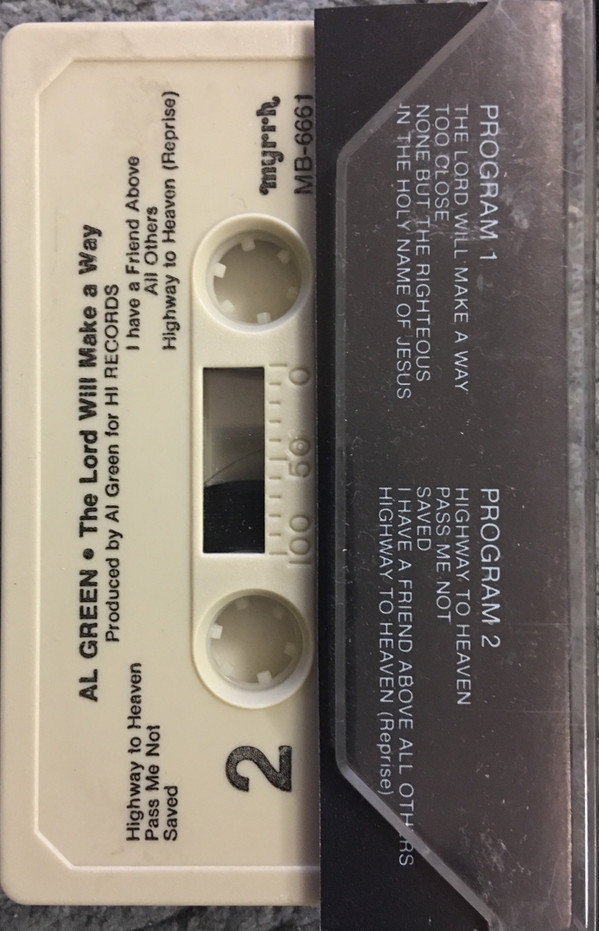 AL GREEN • The Lord Will Make a Way
Produced by Al Green for HI RECORDS
Highway to Heaven
Pass Me Not
Saved
I have a Friend Above
All Others
Highway to Heaven (Reprise)
2
myrrh
MB-6661
0
50
100
PROGRAM 1
THE LORD WILL MAKE A WAY
TOO CLOSE
NONE BUT THE RIGHTEOUS
IN THE HOLY NAME OF JESUS
PROGRAM 2
HIGHWAY TO HEAVEN
PASS ME NOT
SAVED
I HAVE A FRIEND ABOVE ALL OTHERS
HIGHWAY TO HEAVEN (Reprise)